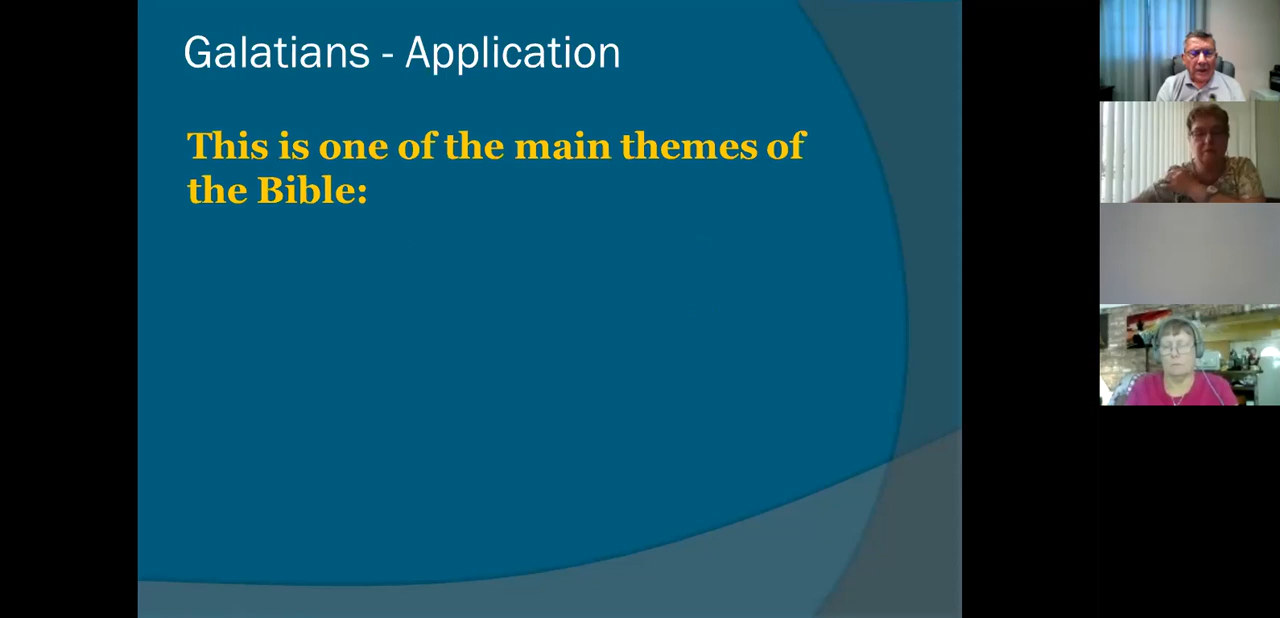 Galatians - Application
This is one of the main themes of
the Bible: